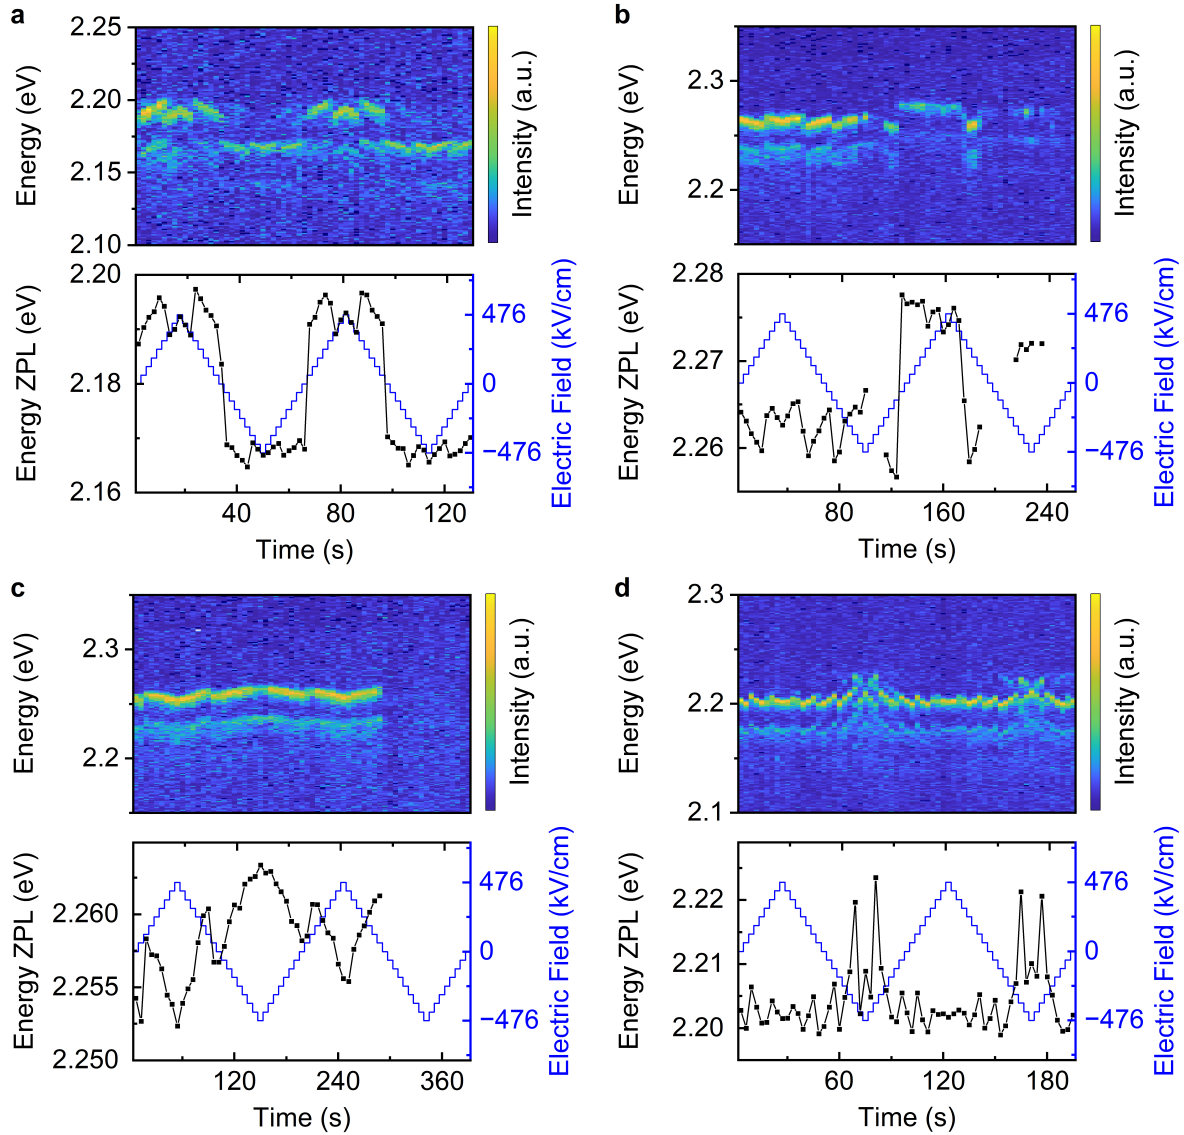 a
2.25
2.20
2.15
2.10
Energy (eV)
Intensity (a.u.)
2.20
2.18
2.16
Energy ZPL (eV)
476
0
−476
Electric Field (kV/cm)
40
80
120
Time (s)
b
2.3
2.2
Energy (eV)
Intensity (a.u.)
2.28
2.27
2.26
Energy ZPL (eV)
476
0
−476
Electric Field (kV/cm)
80
160
240
Time (s)
c
2.3
2.2
Energy (eV)
Intensity (a.u.)
2.260
2.255
2.250
Energy ZPL (eV)
476
0
−476
Electric Field (kV/cm)
120
240
360
Time (s)
d
2.3
2.2
2.1
Energy (eV)
Intensity (a.u.)
2.22
2.21
2.20
Energy ZPL (eV)
476
0
−476
Electric Field (kV/cm)
60
120
180
Time (s)